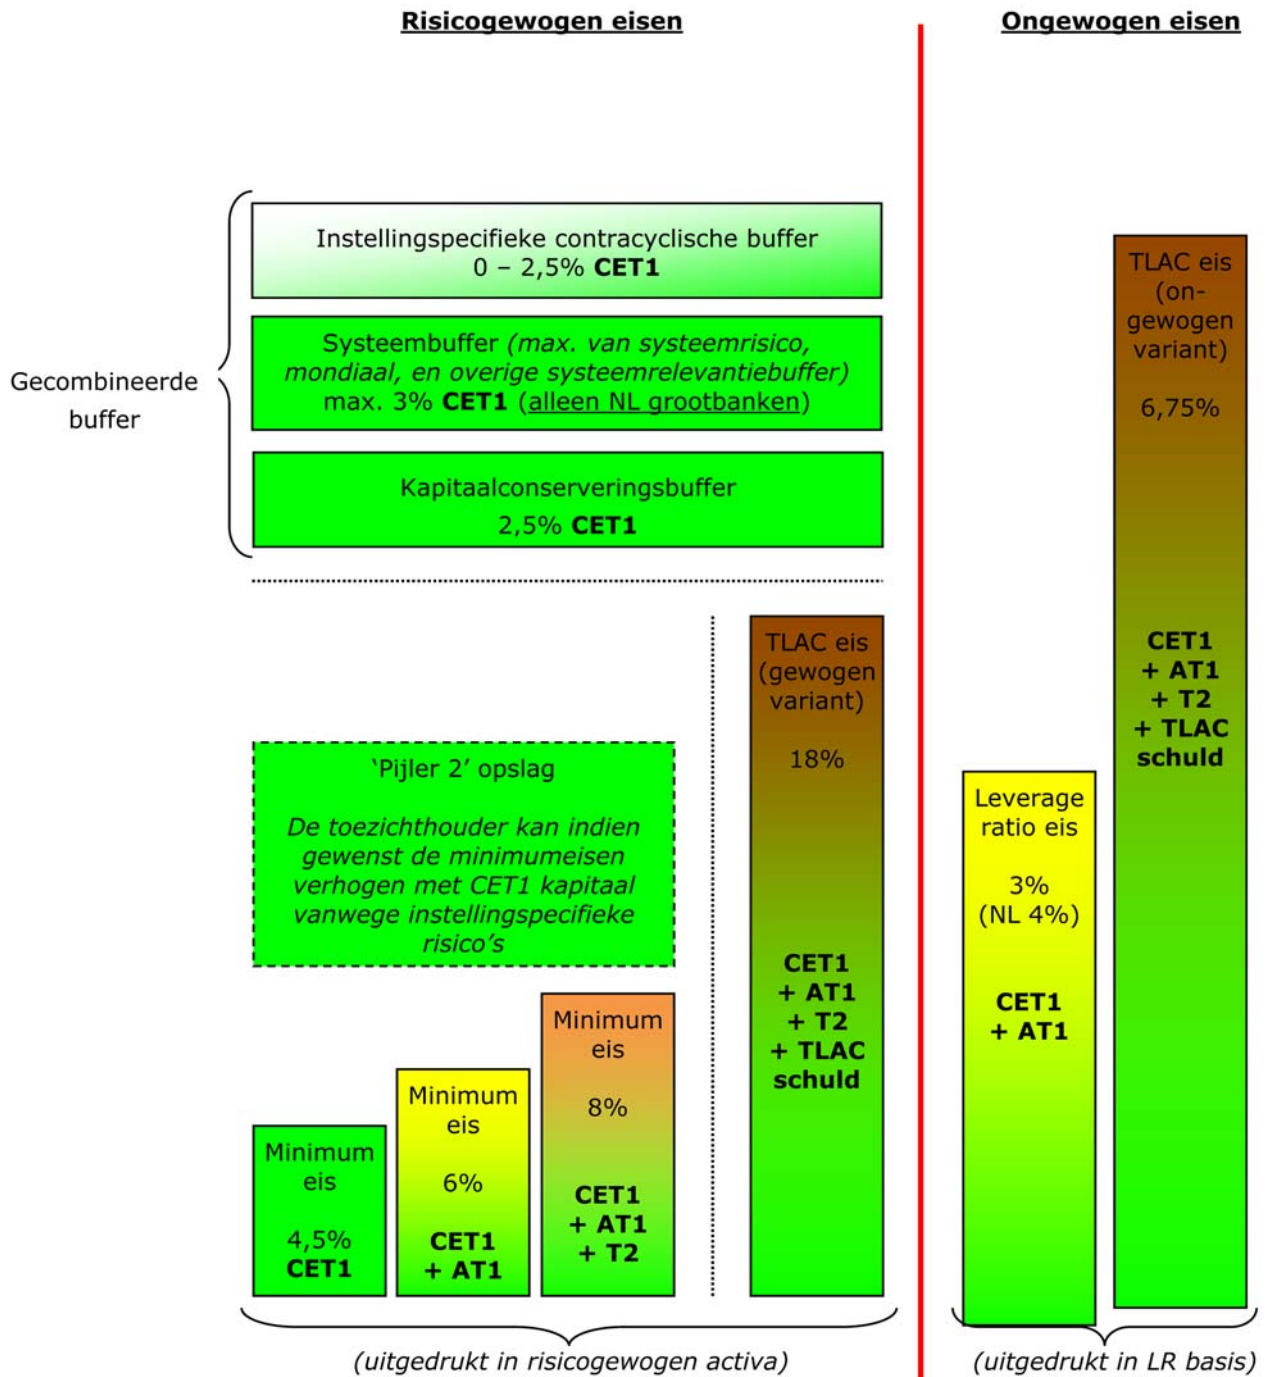 Risicogewogen eisen
Ongewogen eisen
Gecombineerde
buffer
Instellingspecifieke contracyclische buffer
0 – 2,5% CET1
Systeembuffer (max. van systeemrisico,
mondiaal, en overige systeemrelevantiebuffer)
max. 3% CET1 (alleen NL grootbanken)
Kapitaalconserveringsbuffer
2,5% CET1
‘Pijler 2’ opslag
De toezichthouder kan indien
gewenst de minimumeisen
verhogen met CET1 kapitaal
vanwege instellingspecifieke
risico’s
Minimum
eis
4,5%
CET1
Minimum
eis
6%
CET1
+ AT1
Minimum
eis
8%
CET1
+ AT1
+ T2
TLAC eis
(gewogen
variant)
18%
CET1
+ AT1
+ T2
+ TLAC
schuld
(uitgedrukt in risicogewogen activa)
Leverage
ratio eis
3%
(NL 4%)
CET1
+ AT1
TLAC eis
(on-
gewogen
variant)
6,75%
CET1
+ AT1
+ T2
+ TLAC
schuld
(uitgedrukt in LR basis)